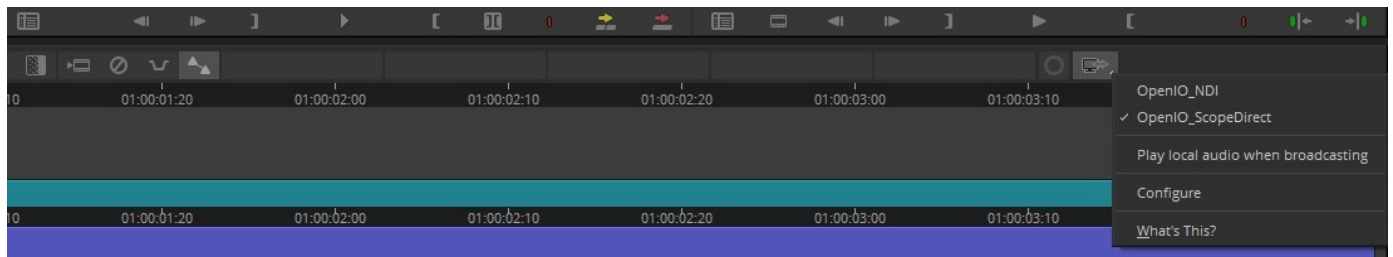 10 01:00:01:20 01:00:02:00 01:00:02:10 01:00:02:20 01:00:03:00 01:00:03:10
OpenIO_NDI
✓ OpenIO_ScopeDirect
Play local audio when broadcasting
Configure
10 01:00:01:20 01:00:02:00 01:00:02:10 01:00:02:20 01:00:03:00 01:00:03:10
What's This?